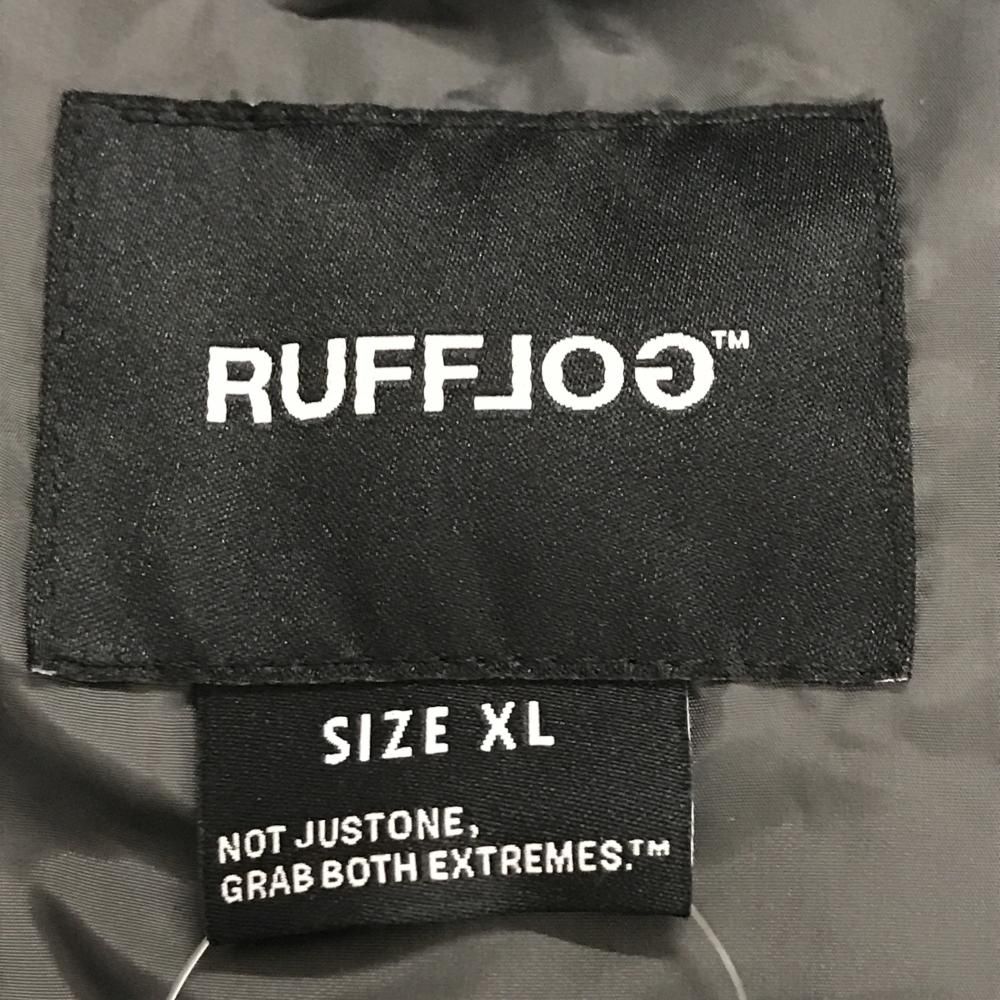 RUFFLOG™
SIZE XL
NOT JUSTONE,
GRAB BOTH EXTREMES.™